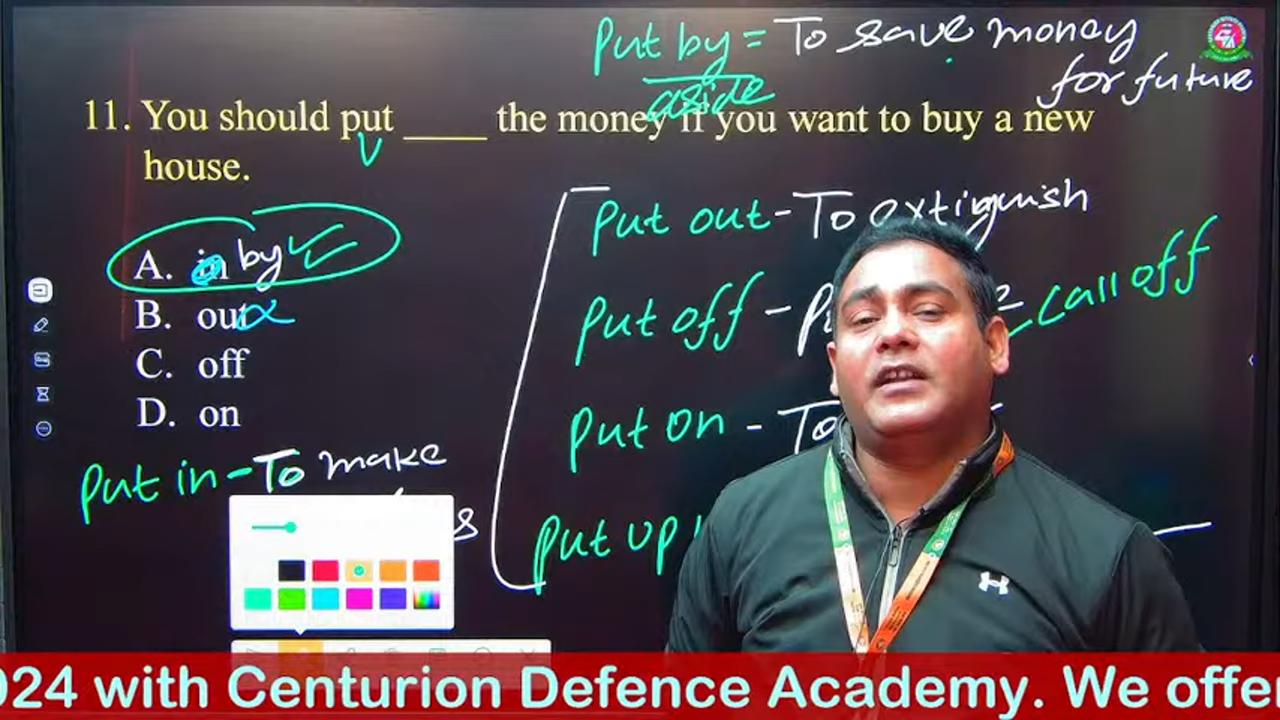 Put by = To save money
aside for future
11. You should put ____ the money if you want to buy a new
house.
A. in by
B. out
C. off
D. on
Put out - To extinguish
Put off - call off
Put on - To
Put up
Put in - To make
s
024 with Centurion Defence Academy. We offer